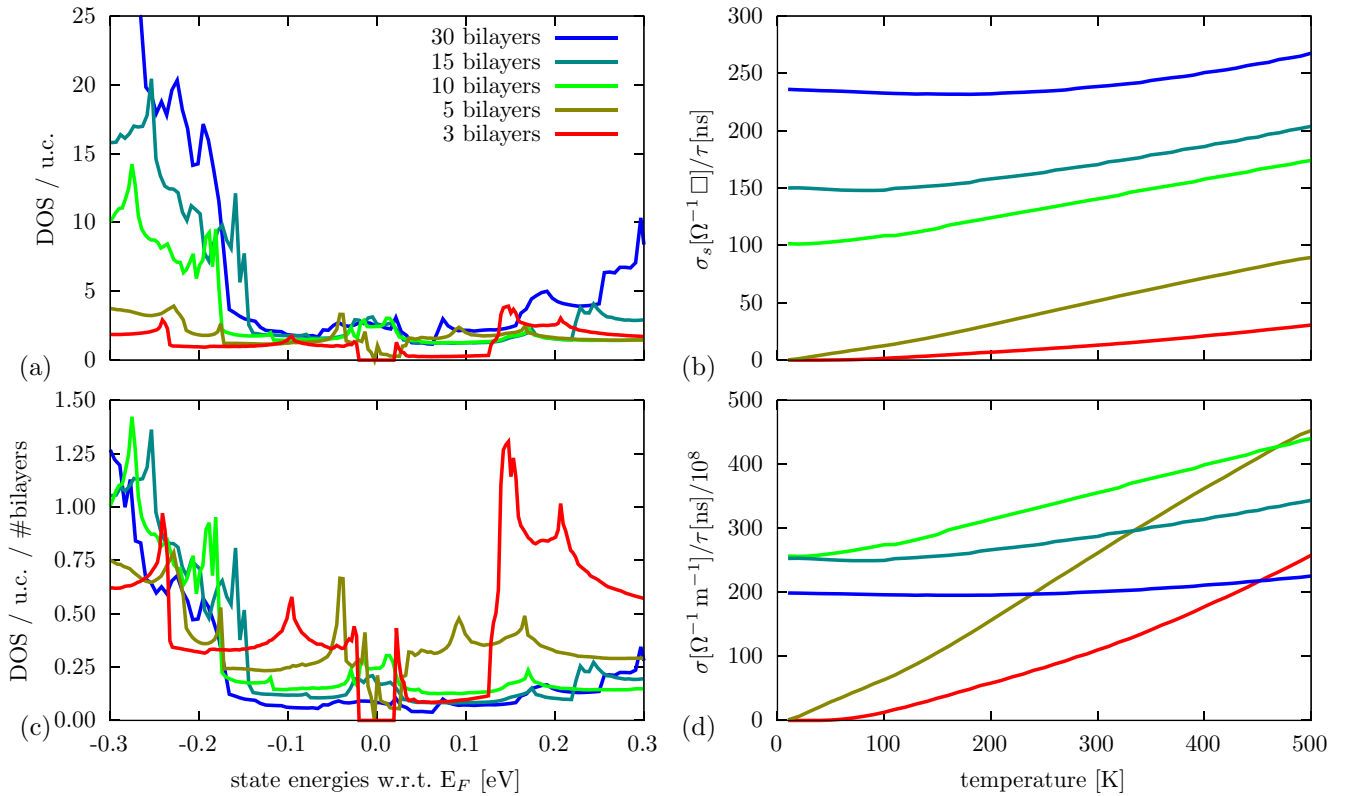 25
20
15
10
5
0
DOS / u.c.
30 bilayers
15 bilayers
10 bilayers
5 bilayers
3 bilayers
(a)
300
250
200
150
100
50
0
σₛ[Ω⁻¹ □]/τ[ns]
(b)
1.50
1.25
1.00
0.75
0.50
0.25
0.00
DOS / u.c. / #bilayers
(c)
-0.3 -0.2 -0.1 0.0 0.1 0.2 0.3
state energies w.r.t. E_F [eV]
500
400
300
200
100
0
σ[Ω⁻¹ m⁻¹]/τ[ns]/10⁸
(d)
0 100 200 300 400 500
temperature [K]